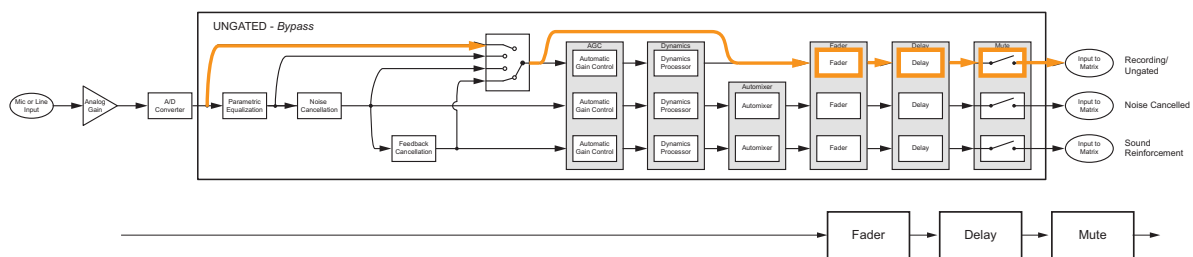 UNGATED - Bypass
AGC
Dynamics
Fader
Delay
Mute
Automatic
Gain Control
Dynamics
Processor
Fader
Delay
Input to
Matrix
Recording/
Ungated
Automixer
Mic or Line
Input
Analog
Gain
A/D
Converter
Parametric
Equalization
Noise
Cancellation
Automatic
Gain Control
Dynamics
Processor
Automixer
Fader
Delay
Input to
Matrix
Noise Cancelled
Feedback
Cancellation
Automatic
Gain Control
Dynamics
Processor
Automixer
Fader
Delay
Input to
Matrix
Sound
Reinforcement
Fader
Delay
Mute